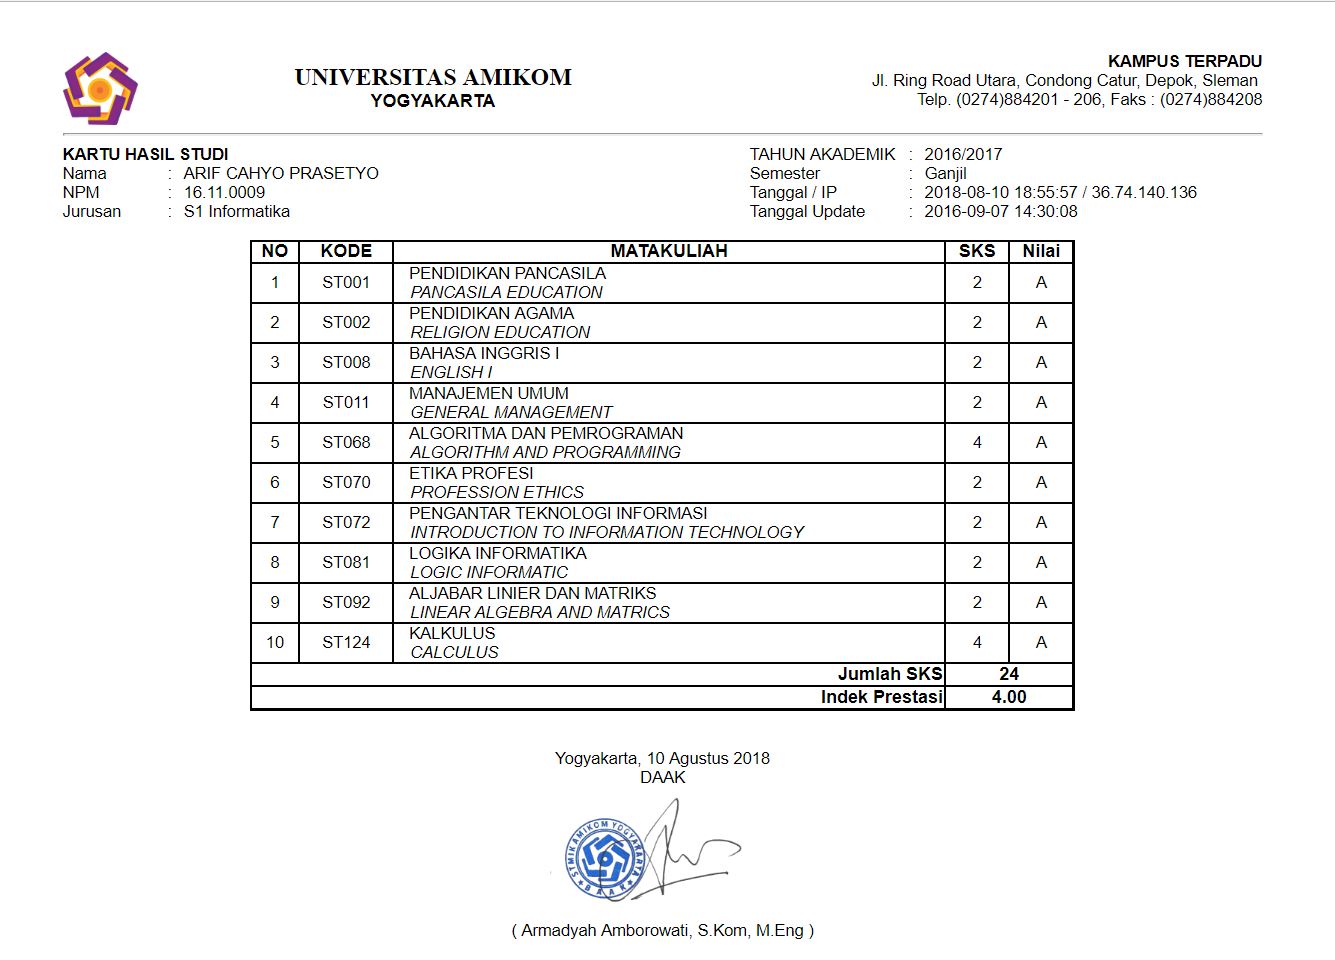 UNIVERSITAS AMIKOM
YOGYAKARTA
KAMPUS TERPADU
Jl. Ring Road Utara, Condong Catur, Depok, Sleman
Telp. (0274)884201 - 206, Faks : (0274)884208
KARTU HASIL STUDI
Nama : ARIF CAHYO PRASETYO
NPM : 16.11.0009
Jurusan : S1 Informatika
TAHUN AKADEMIK : 2016/2017
Semester : Ganjil
Tanggal / IP : 2018-08-10 18:55:57 / 36.74.140.136
Tanggal Update : 2016-09-07 14:30:08
NO KODE MATAKULIAH SKS Nilai
1 ST001 PENDIDIKAN PANCASILA 2 A
PANCASILA EDUCATION
2 ST002 PENDIDIKAN AGAMA 2 A
RELIGION EDUCATION
3 ST008 BAHASA INGGRIS I 2 A
ENGLISH I
4 ST011 MANAJEMEN UMUM 2 A
GENERAL MANAGEMENT
5 ST068 ALGORITMA DAN PEMROGRAMAN 4 A
ALGORITHM AND PROGRAMMING
6 ST070 ETIKA PROFESI 2 A
PROFESSION ETHICS
7 ST072 PENGANTAR TEKNOLOGI INFORMASI 2 A
INTRODUCTION TO INFORMATION TECHNOLOGY
8 ST081 LOGIKA INFORMATIKA 2 A
LOGIC INFORMATIC
9 ST092 ALJABAR LINIER DAN MATRIKS 2 A
LINEAR ALGEBRA AND MATRICS
10 ST124 KALKULUS 4 A
CALCULUS
Jumlah SKS 24
Indek Prestasi 4.00
Yogyakarta, 10 Agustus 2018
DAAK
STMIK AMIKOM YOGYAKARTA
BAAK
( Armadyah Amborowati, S.Kom, M.Eng )